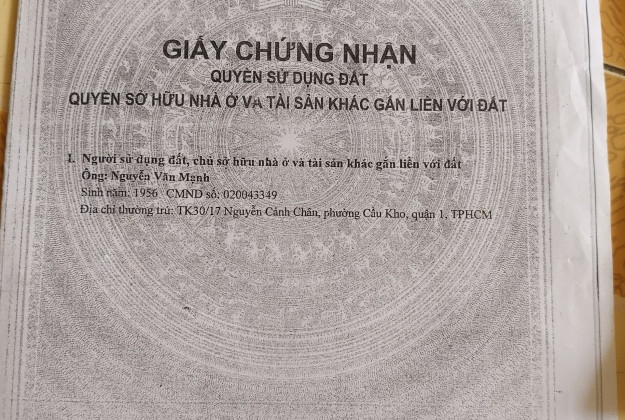 GIẤY CHỨNG NHẬN
QUYỀN SỬ DỤNG ĐẤT
QUYỀN SỞ HỮU NHÀ Ở VÀ TÀI SẢN KHÁC GẮN LIỀN VỚI ĐẤT
I. Người sử dụng đất, chủ sở hữu nhà ở và tài sản khác gắn liền với đất
Ông: Nguyễn Văn Mạnh
Sinh năm: 1956 CMND số: 020043349
Địa chỉ thường trú: TK30/17 Nguyễn Cảnh Chân, phường Cầu Kho, quận 1, TPHCM